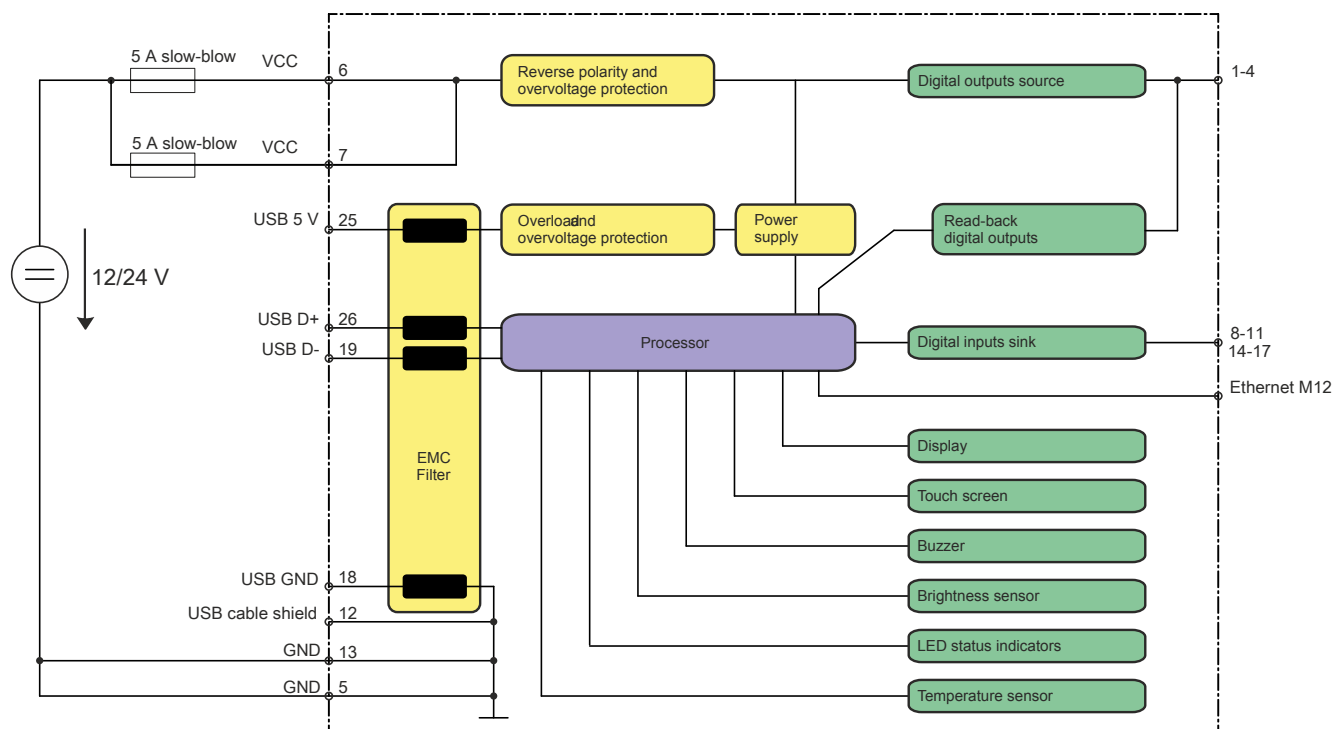 5 A slow-blow
VCC
6
Reverse polarity and
overvoltage protection
Digital outputs source
1-4
5 A slow-blow
VCC
7
USB 5 V
25
Overload and
overvoltage protection
Power
supply
Read-back
digital outputs
12/24 V
USB D+
26
USB D-
19
Processor
Digital inputs sink
8-11
14-17
Ethernet M12
EMC
Filter
Display
Touch screen
Buzzer
USB GND
18
Brightness sensor
USB cable shield
12
GND
13
LED status indicators
GND
5
Temperature sensor